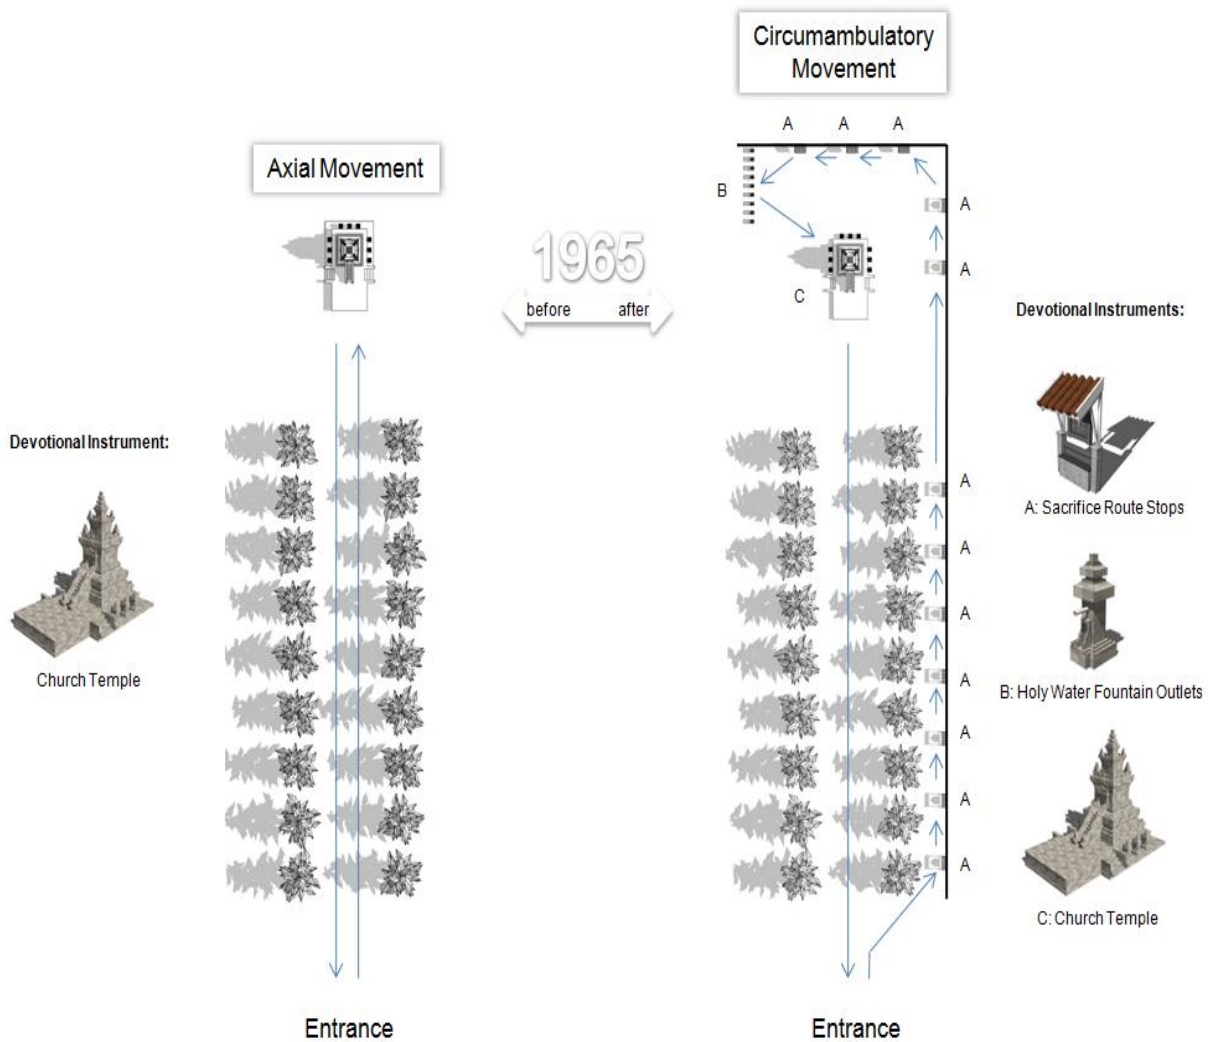 Circumambulatory
Movement
Axial Movement
A
A
A
B
A
A
1965
before
after
C
Devotional Instruments:
Devotional Instrument:
A
A: Sacrifice Route Stops
A
A
Church Temple
A
B: Holy Water Fountain Outlets
A
A
A
C: Church Temple
Entrance
Entrance